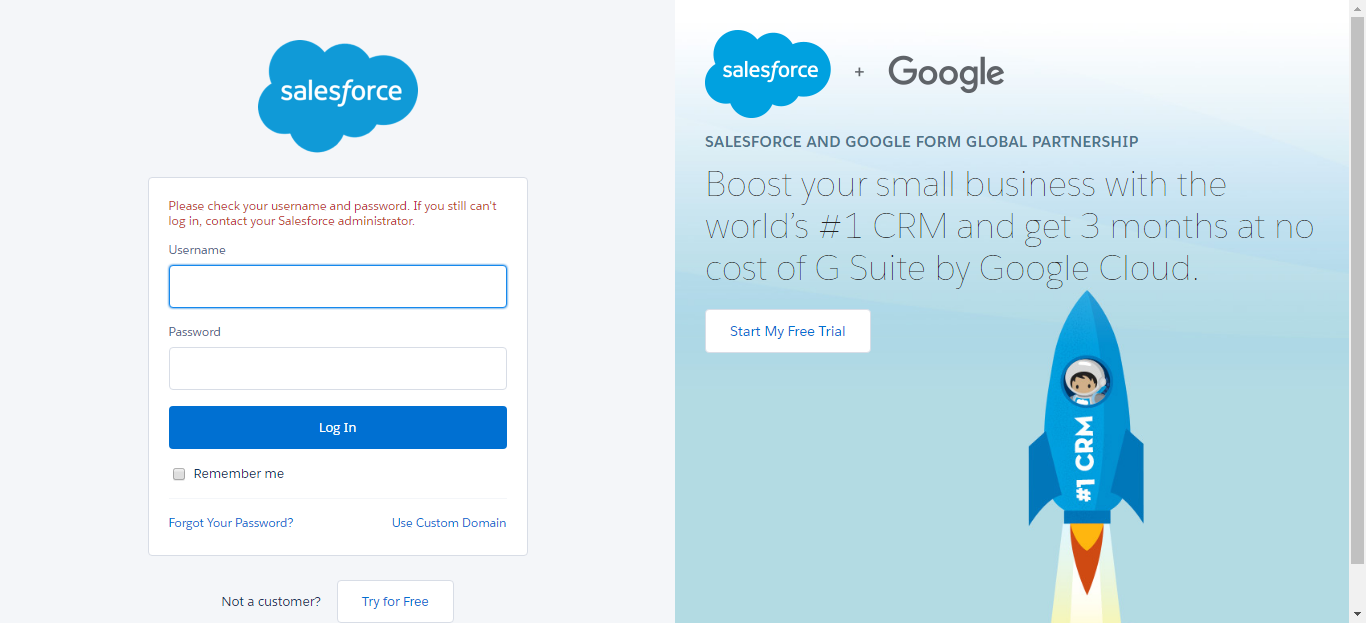 salesforce
Please check your username and password. If you still can't
log in, contact your Salesforce administrator.
Username
Password
Log In
Remember me
Forgot Your Password?
Use Custom Domain
Not a customer?
Try for Free
salesforce + Google
SALESFORCE AND GOOGLE FORM GLOBAL PARTNERSHIP
Boost your small business with the
world’s #1 CRM and get 3 months at no
cost of G Suite by Google Cloud.
Start My Free Trial
#1 CRM